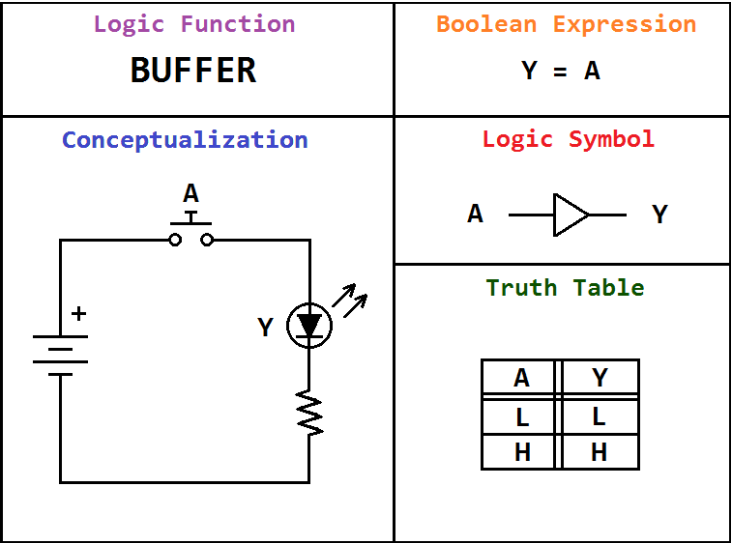 Logic Function
BUFFER
Boolean Expression
Y = A
Conceptualization
A
+
Y
Logic Symbol
A Y
Truth Table
A Y
L L
H H